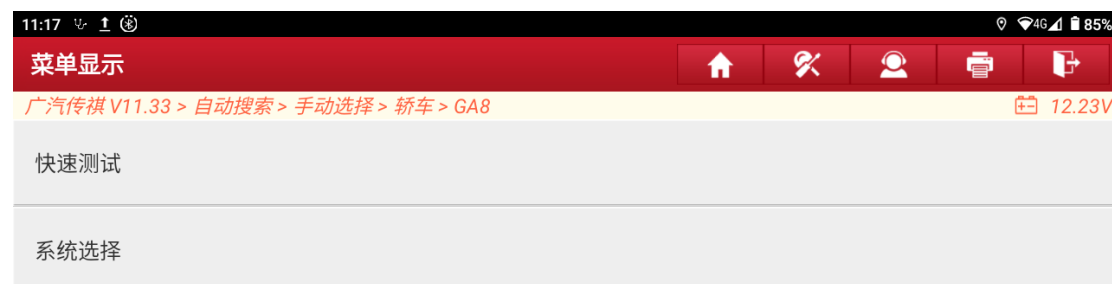 11:17 4G 85%
菜单显示
广汽传祺 V11.33 > 自动搜索 > 手动选择 > 轿车 > GA8 12.23V
快速测试
系统选择